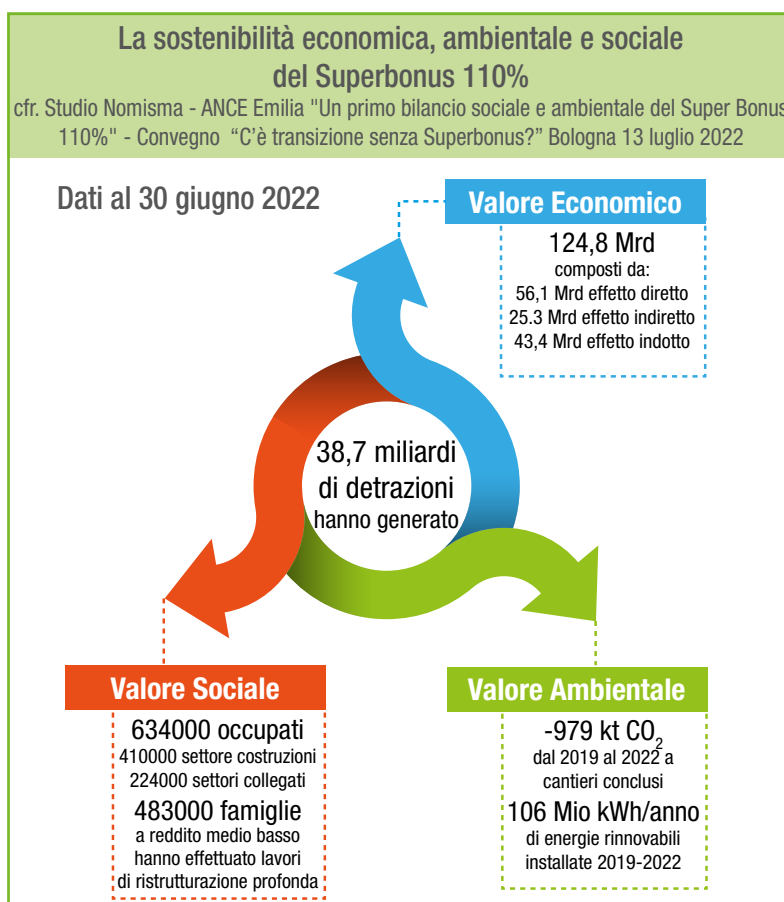 La sostenibilità economica, ambientale e sociale
del Superbonus 110%
cfr. Studio Nomisma - ANCE Emilia "Un primo bilancio sociale e ambientale del Super Bonus
110%" - Convegno “C'è transizione senza Superbonus?” Bologna 13 luglio 2022
Dati al 30 giugno 2022
Valore Economico
124,8 Mrd
composti da:
56,1 Mrd effetto diretto
25.3 Mrd effetto indiretto
43,4 Mrd effetto indotto
38,7 miliardi
di detrazioni
hanno generato
Valore Sociale
634000 occupati
410000 settore costruzioni
224000 settori collegati
483000 famiglie
a reddito medio basso
hanno effettuato lavori
di ristrutturazione profonda
Valore Ambientale
-979 kt CO₂
dal 2019 al 2022 a
cantieri conclusi
106 Mio kWh/anno
di energie rinnovabili
installate 2019-2022